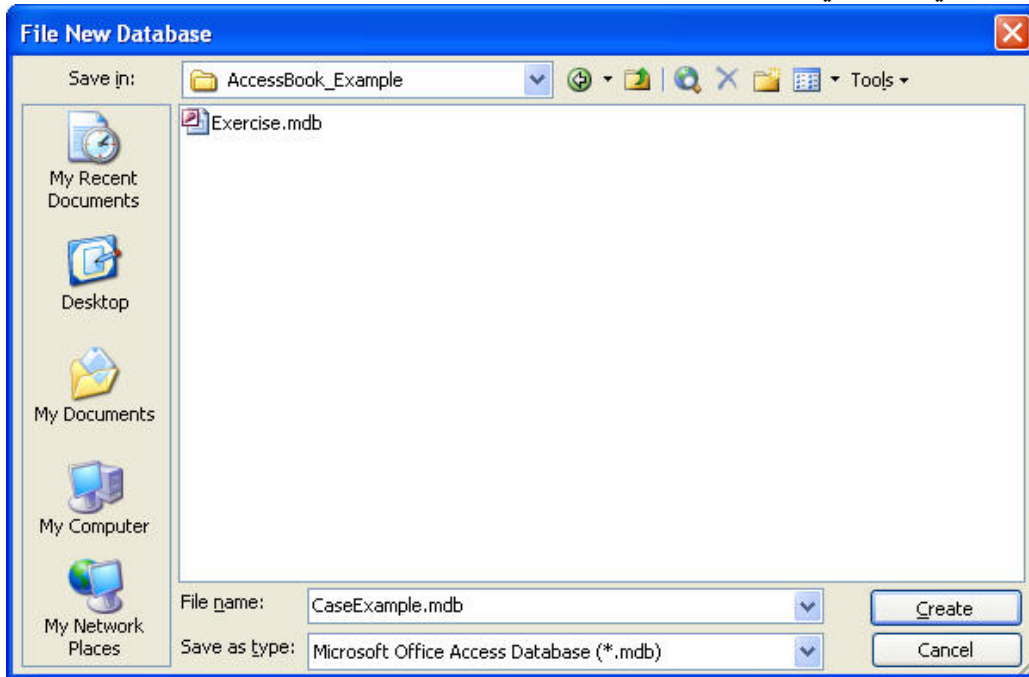 File New Database
Save in:
AccessBook_Example
Tools
Exercise.mdb
My Recent
Documents
Desktop
My Documents
My Computer
My Network
Places
File name:
CaseExample.mdb
Create
Save as type:
Microsoft Office Access Database (*.mdb)
Cancel